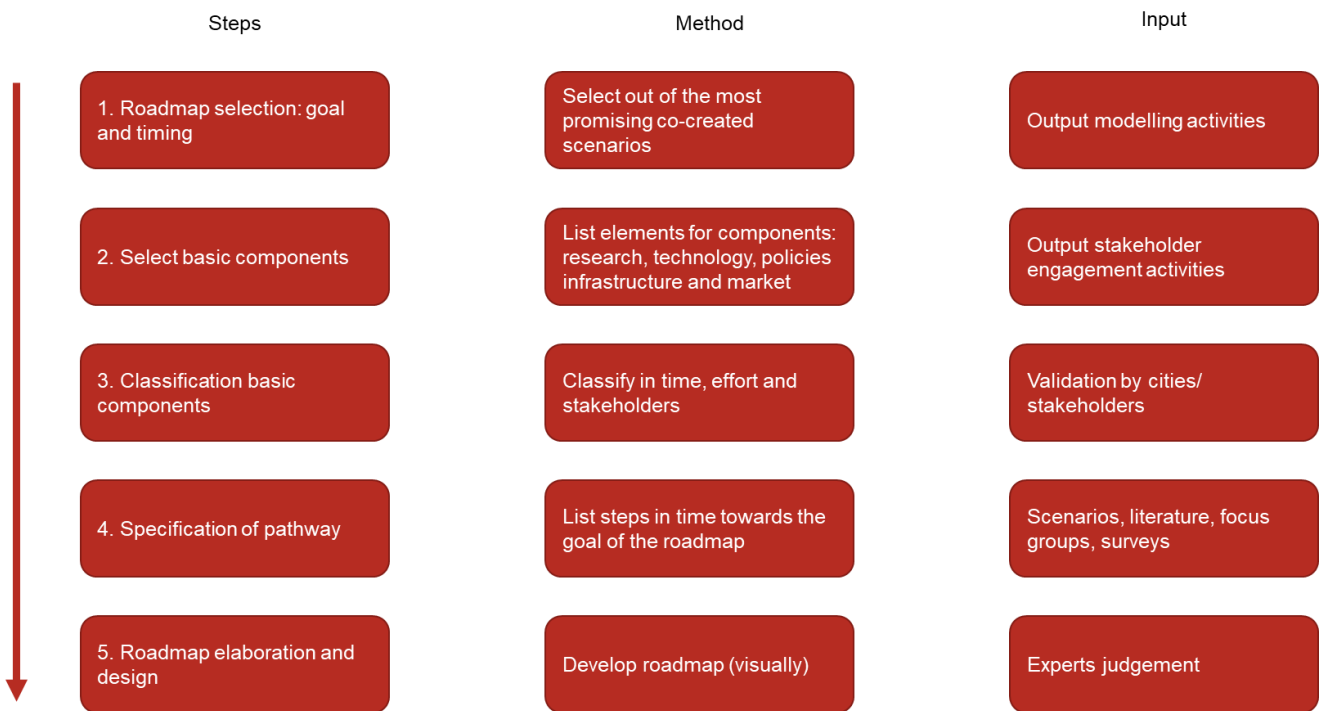 Steps
Method
Input
1. Roadmap selection: goal
and timing
Select out of the most
promising co-created
scenarios
Output modelling activities
2. Select basic components
List elements for components:
research, technology, policies
infrastructure and market
Output stakeholder
engagement activities
3. Classification basic
components
Classify in time, effort and
stakeholders
Validation by cities/
stakeholders
4. Specification of pathway
List steps in time towards the
goal of the roadmap
Scenarios, literature, focus
groups, surveys
5. Roadmap elaboration and
design
Develop roadmap (visually)
Experts judgement